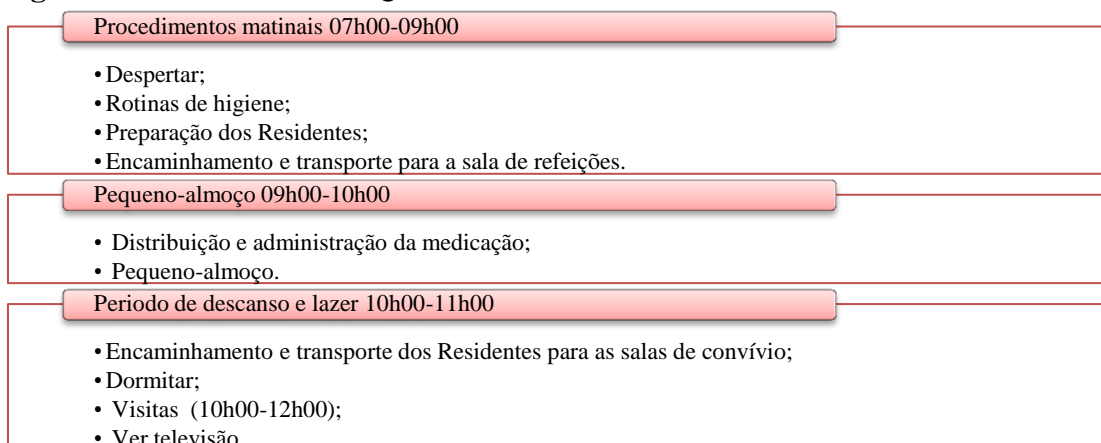 Procedimentos matinais 07h00-09h00
• Despertar;
• Rotinas de higiene;
• Preparação dos Residentes;
• Encaminhamento e transporte para a sala de refeições.
Pequeno-almoço 09h00-10h00
• Distribuição e administração da medicação;
• Pequeno-almoço.
Periodo de descanso e lazer 10h00-11h00
• Encaminhamento e transporte dos Residentes para as salas de convívio;
• Dormitar;
• Visitas (10h00-12h00);
• Ver televisão